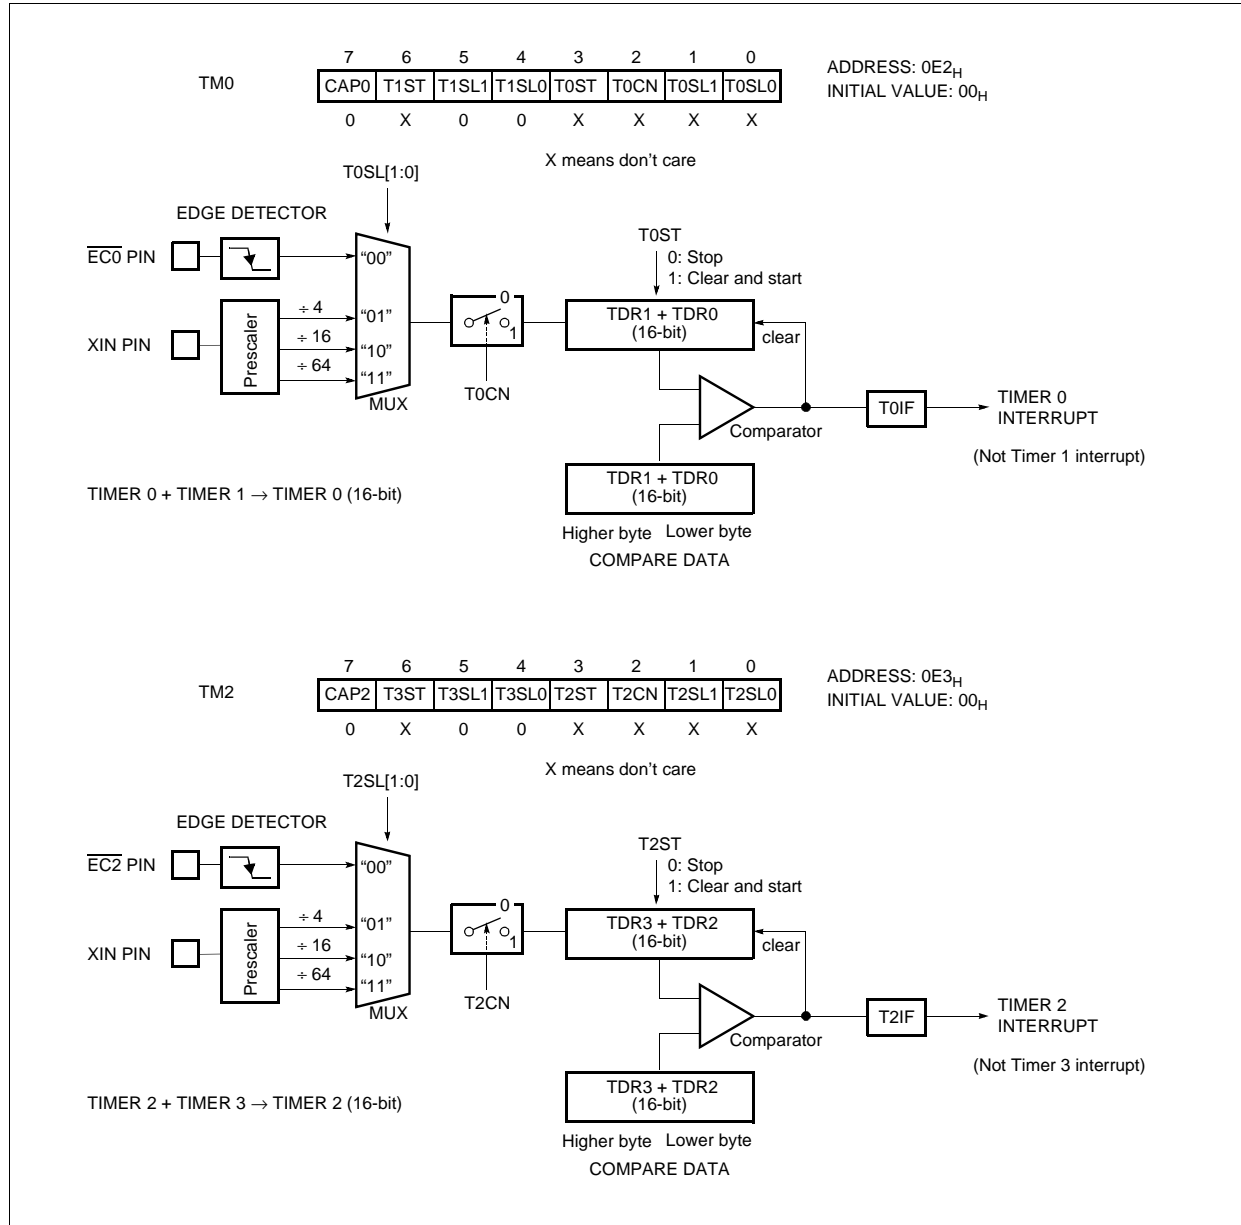 7 6 5 4 3 2 1 0
TM0 CAP0 T1ST T1SL1 T1SL0 T0ST T0CN T0SL1 T0SL0
ADDRESS: 0E2H
INITIAL VALUE: 00H
0 X 0 0 X X X X
X means don't care
T0SL[1:0]
EDGE DETECTOR
EC0 PIN
"00"
T0ST
0: Stop
1: Clear and start
XIN PIN
Prescaler
÷ 4
÷ 16
÷ 64
"01"
"10"
"11"
MUX
0
1
T0CN
TDR1 + TDR0
(16-bit)
clear
Comparator
T0IF
TIMER 0
INTERRUPT
(Not Timer 1 interrupt)
TDR1 + TDR0
(16-bit)
TIMER 0 + TIMER 1 → TIMER 0 (16-bit)
Higher byte Lower byte
COMPARE DATA
7 6 5 4 3 2 1 0
TM2 CAP2 T3ST T3SL1 T3SL0 T2ST T2CN T2SL1 T2SL0
ADDRESS: 0E3H
INITIAL VALUE: 00H
0 X 0 0 X X X X
X means don't care
T2SL[1:0]
EDGE DETECTOR
EC2 PIN
"00"
T2ST
0: Stop
1: Clear and start
XIN PIN
Prescaler
÷ 4
÷ 16
÷ 64
"01"
"10"
"11"
MUX
0
1
T2CN
TDR3 + TDR2
(16-bit)
clear
Comparator
T2IF
TIMER 2
INTERRUPT
(Not Timer 3 interrupt)
TDR3 + TDR2
(16-bit)
TIMER 2 + TIMER 3 → TIMER 2 (16-bit)
Higher byte Lower byte
COMPARE DATA